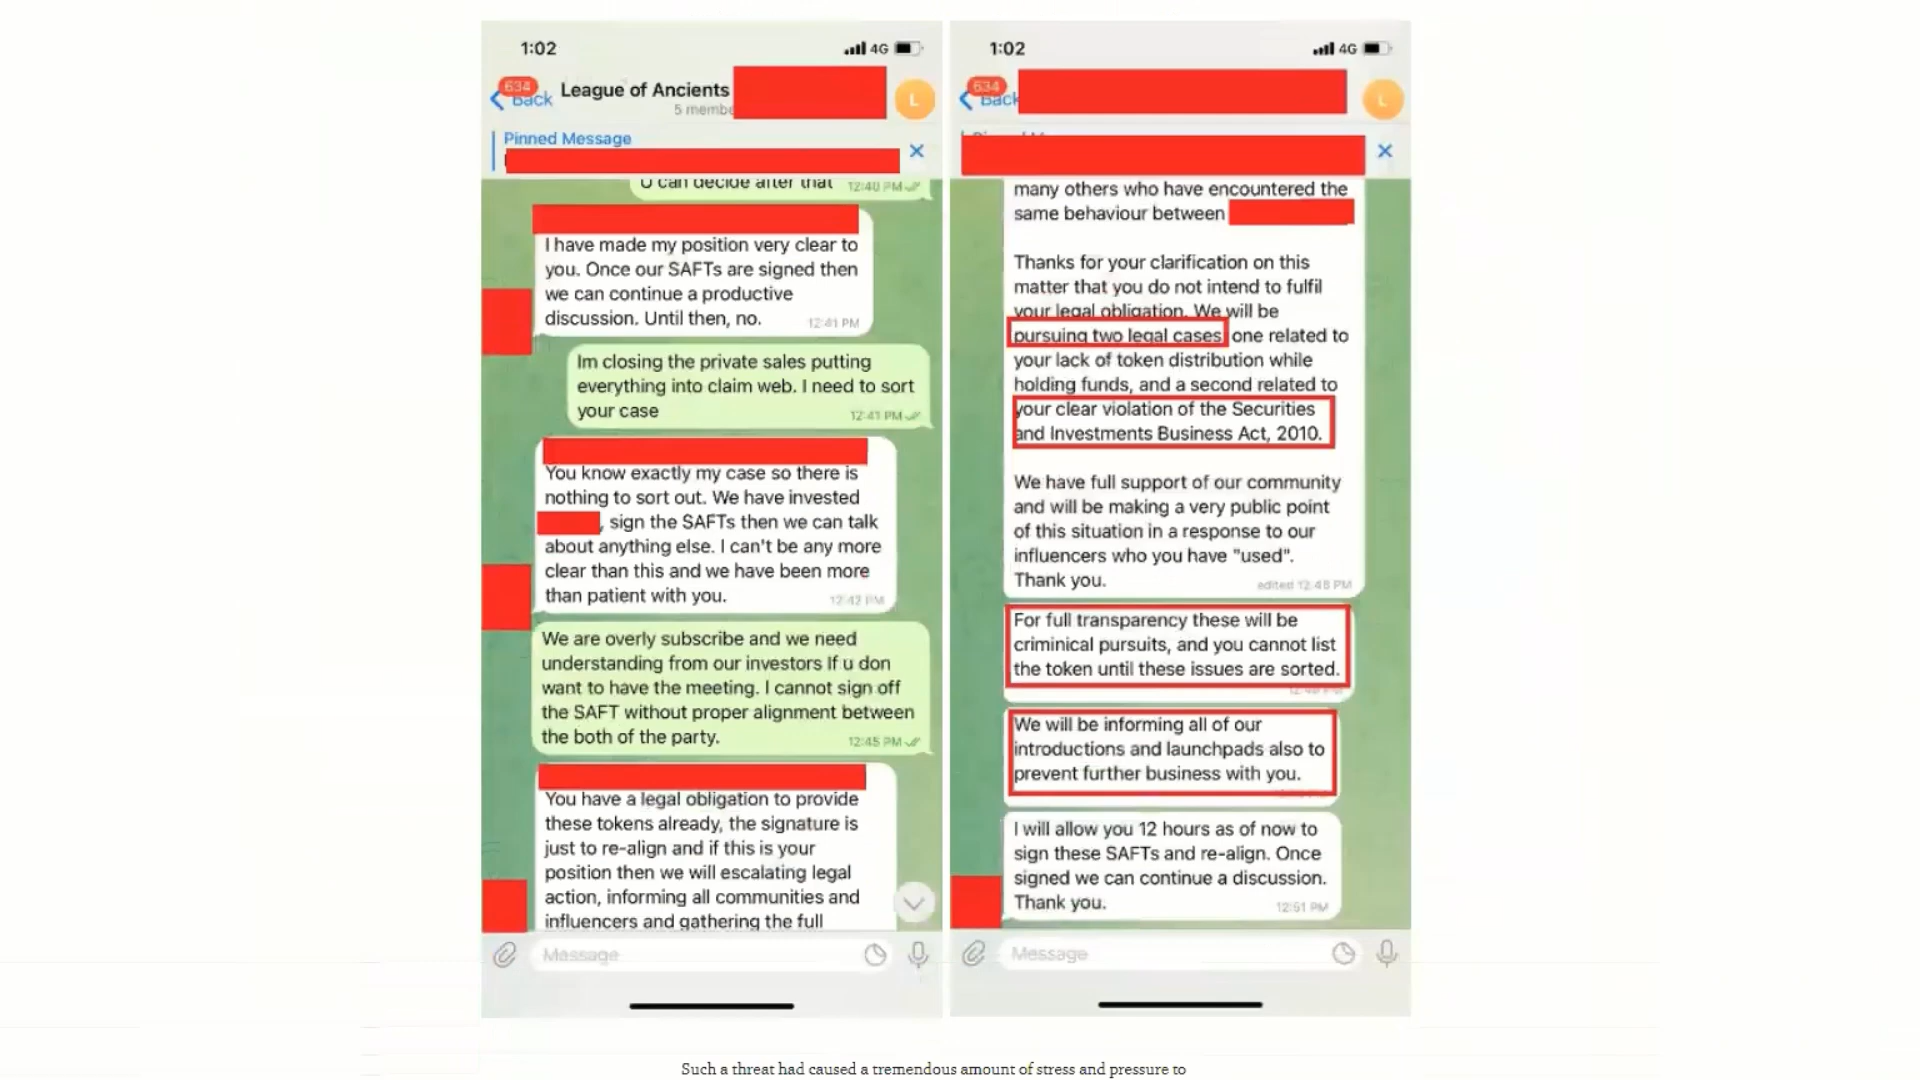 1:02
4G
634
Back
League of Ancients
5 membe
L
Pinned Message
U can decide after that 12:40 PM
I have made my position very clear to
you. Once our SAFTs are signed then
we can continue a productive
discussion. Until then, no. 12:41 PM
Im closing the private sales putting
everything into claim web. I need to sort
your case 12:41 PM
You know exactly my case so there is
nothing to sort out. We have invested
, sign the SAFTs then we can talk
about anything else. I can't be any more
clear than this and we have been more
than patient with you. 12:42 PM
We are overly subscribe and we need
understanding from our investors If u don
want to have the meeting. I cannot sign off
the SAFT without proper alignment between
the both of the party. 12:45 PM
You have a legal obligation to provide
these tokens already, the signature is
just to re-align and if this is your
position then we will escalating legal
action, informing all communities and
influencers and gathering the full
Message
1:02
4G
634
Back
L
many others who have encountered the
same behaviour between
Thanks for your clarification on this
matter that you do not intend to fulfil
your legal obligation. We will be
pursuing two legal cases, one related to
your lack of token distribution while
holding funds, and a second related to
your clear violation of the Securities
and Investments Business Act, 2010.
We have full support of our community
and will be making a very public point
of this situation in a response to our
influencers who you have "used".
Thank you. edited 12:48 PM
For full transparency these will be
criminical pursuits, and you cannot list
the token until these issues are sorted.
We will be informing all of our
introductions and launchpads also to
prevent further business with you.
I will allow you 12 hours as of now to
sign these SAFTs and re-align. Once
signed we can continue a discussion.
Thank you. 12:51 PM
Message
Such a threat had caused a tremendous amount of stress and pressure to